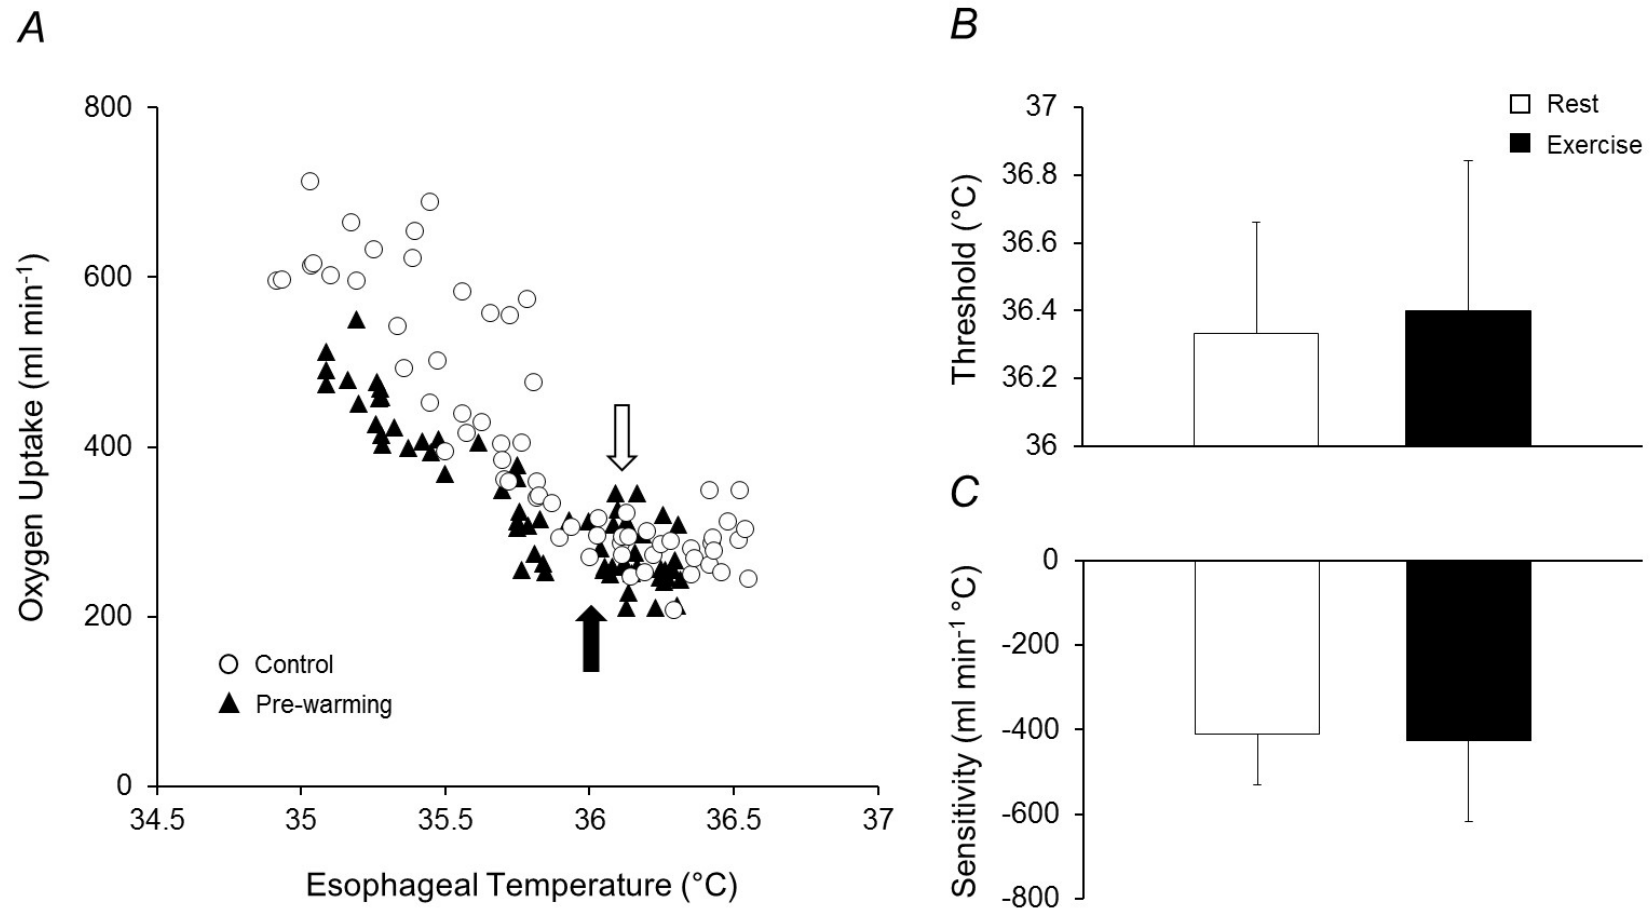 A
Oxygen Uptake (ml min⁻¹)
800
600
400
200
0
34.5 35 35.5 36 36.5 37
Esophageal Temperature (°C)
Control
Pre-warming
B
Rest
Exercise
Threshold (°C)
37
36.8
36.6
36.4
36.2
36
C
Sensitivity (ml min⁻¹ °C)
0
-200
-400
-600
-800